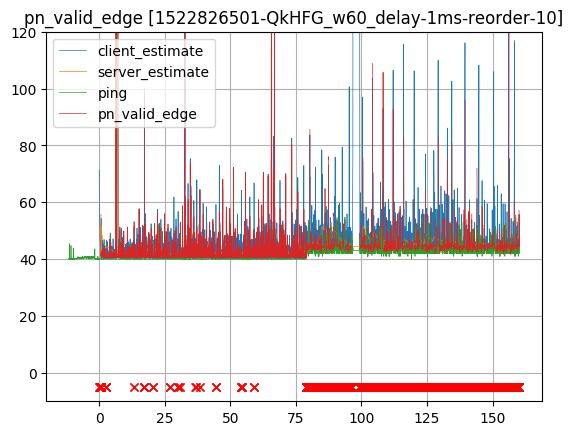 pn_valid_edge [1522826501-QkHFG_w60_delay-1ms-reorder-10]
client_estimate
server_estimate
ping
pn_valid_edge
120
100
80
60
40
20
0
0 25 50 75 100 125 150